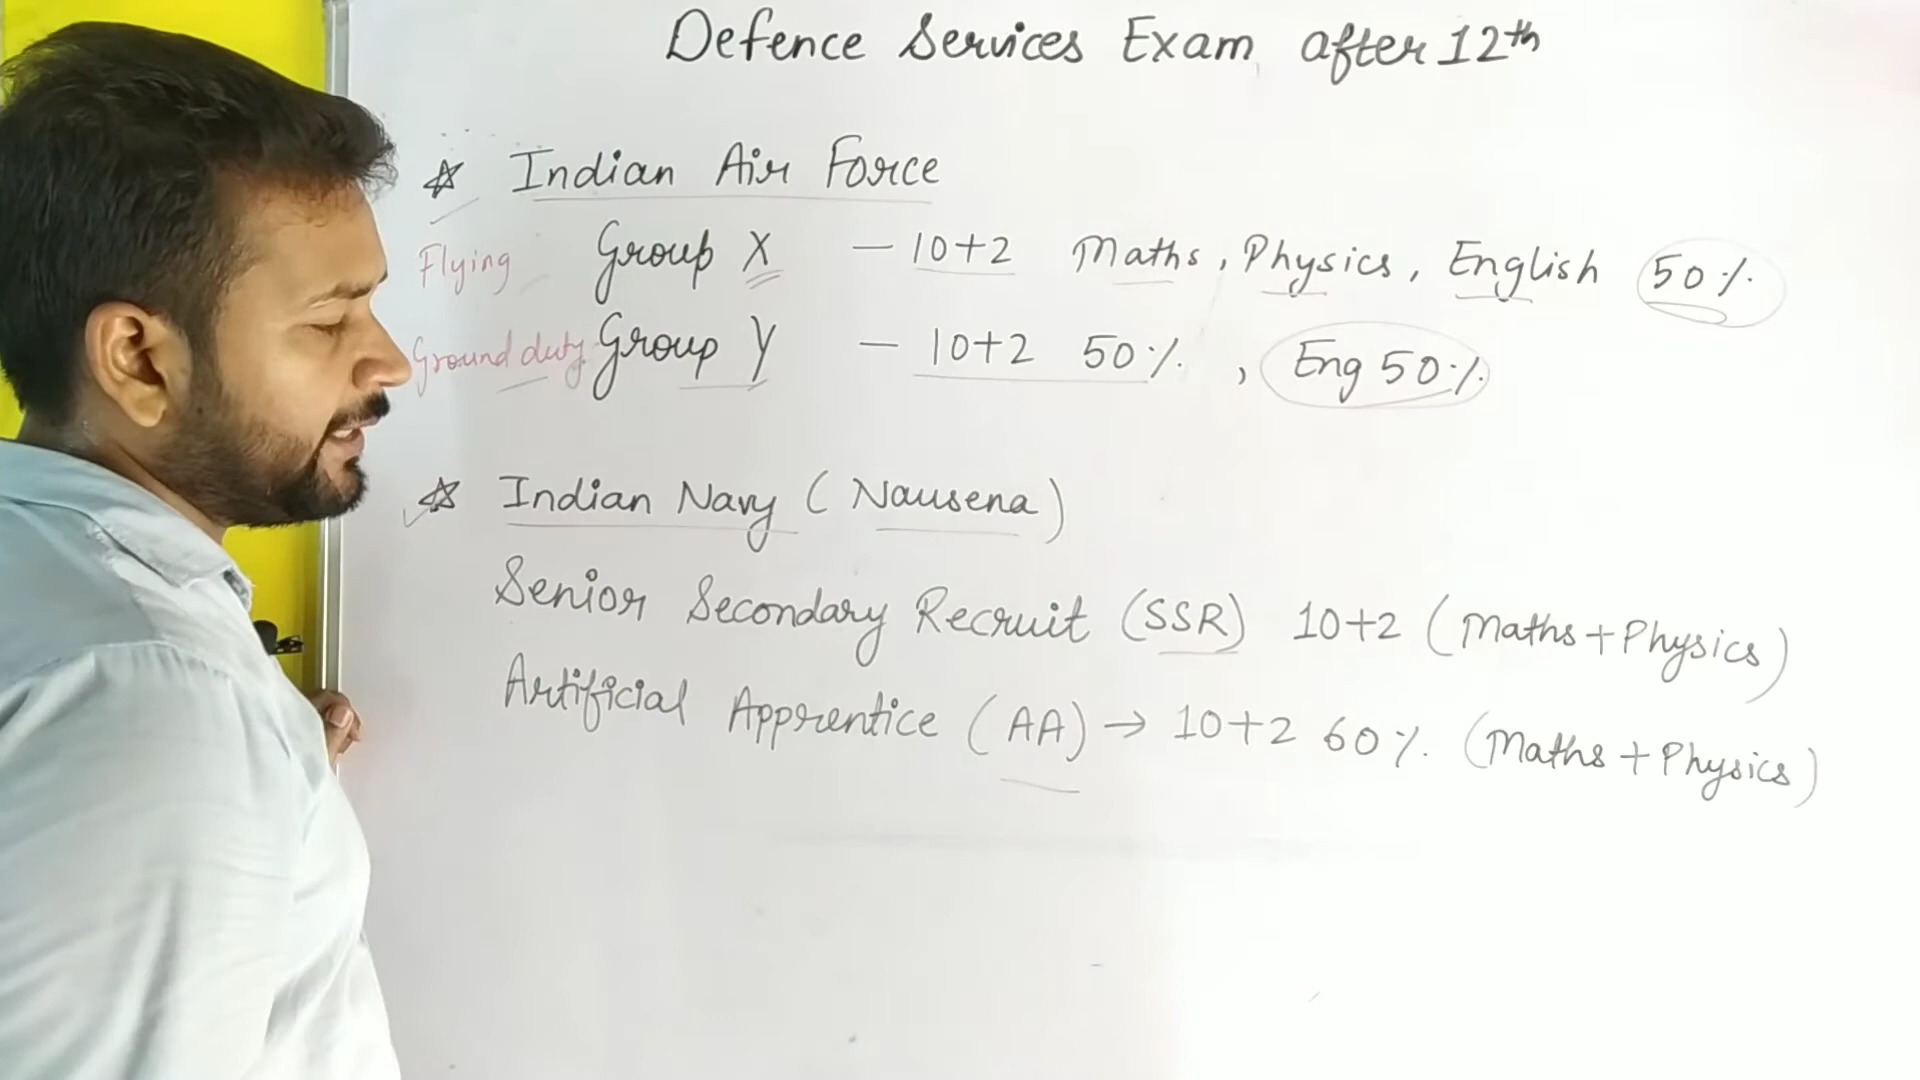 Defence Services Exam after 12th
☆ Indian Air Force
Flying Group X — 10+2 Maths, Physics, English 50%
Ground duty Group Y — 10+2 50%, Eng 50%
☆ Indian Navy (Nausena)
Senior Secondary Recruit (SSR) 10+2 (Maths + Physics)
Artificial Apprentice (AA) → 10+2 60% (Maths + Physics)